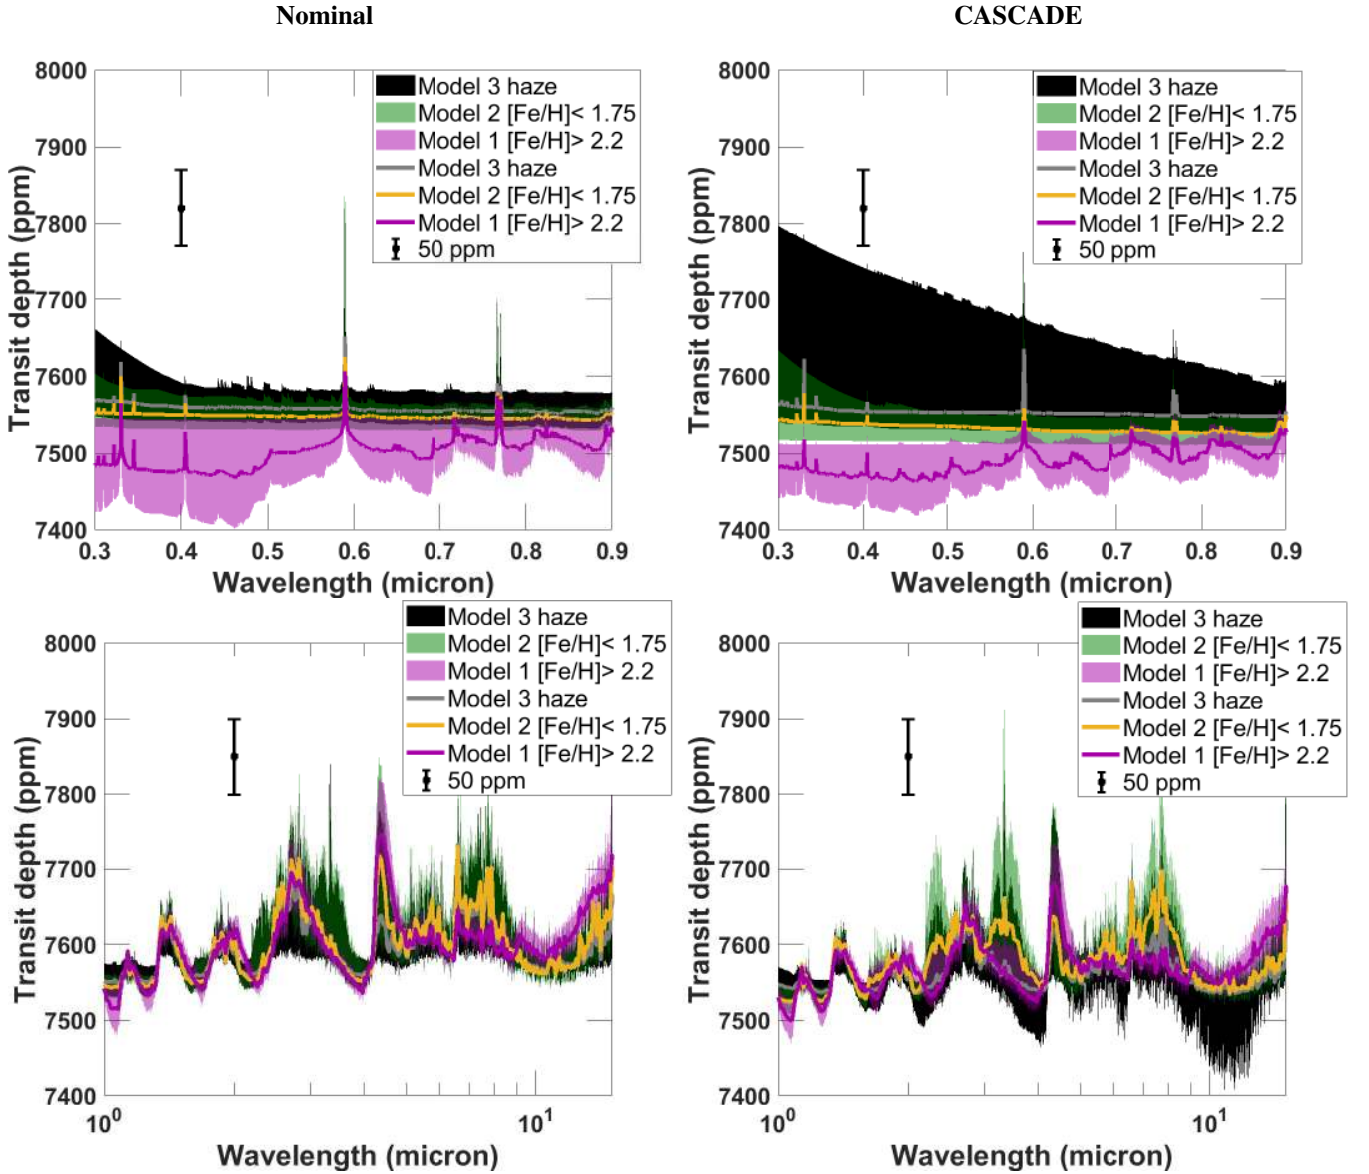 Nominal
CASCADE
8000
7900
7800
7700
7600
7500
7400
Transit depth (ppm)
Model 3 haze
Model 2 [Fe/H]< 1.75
Model 1 [Fe/H]> 2.2
Model 3 haze
Model 2 [Fe/H]< 1.75
Model 1 [Fe/H]> 2.2
50 ppm
0.3 0.4 0.5 0.6 0.7 0.8 0.9
Wavelength (micron)
8000
7900
7800
7700
7600
7500
7400
Transit depth (ppm)
Model 3 haze
Model 2 [Fe/H]< 1.75
Model 1 [Fe/H]> 2.2
Model 3 haze
Model 2 [Fe/H]< 1.75
Model 1 [Fe/H]> 2.2
50 ppm
0.3 0.4 0.5 0.6 0.7 0.8 0.9
Wavelength (micron)
8000
7900
7800
7700
7600
7500
7400
Transit depth (ppm)
Model 3 haze
Model 2 [Fe/H]< 1.75
Model 1 [Fe/H]> 2.2
Model 3 haze
Model 2 [Fe/H]< 1.75
Model 1 [Fe/H]> 2.2
50 ppm
10⁰ 10¹
Wavelength (micron)
8000
7900
7800
7700
7600
7500
7400
Transit depth (ppm)
Model 3 haze
Model 2 [Fe/H]< 1.75
Model 1 [Fe/H]> 2.2
Model 3 haze
Model 2 [Fe/H]< 1.75
Model 1 [Fe/H]> 2.2
50 ppm
10⁰ 10¹
Wavelength (micron)